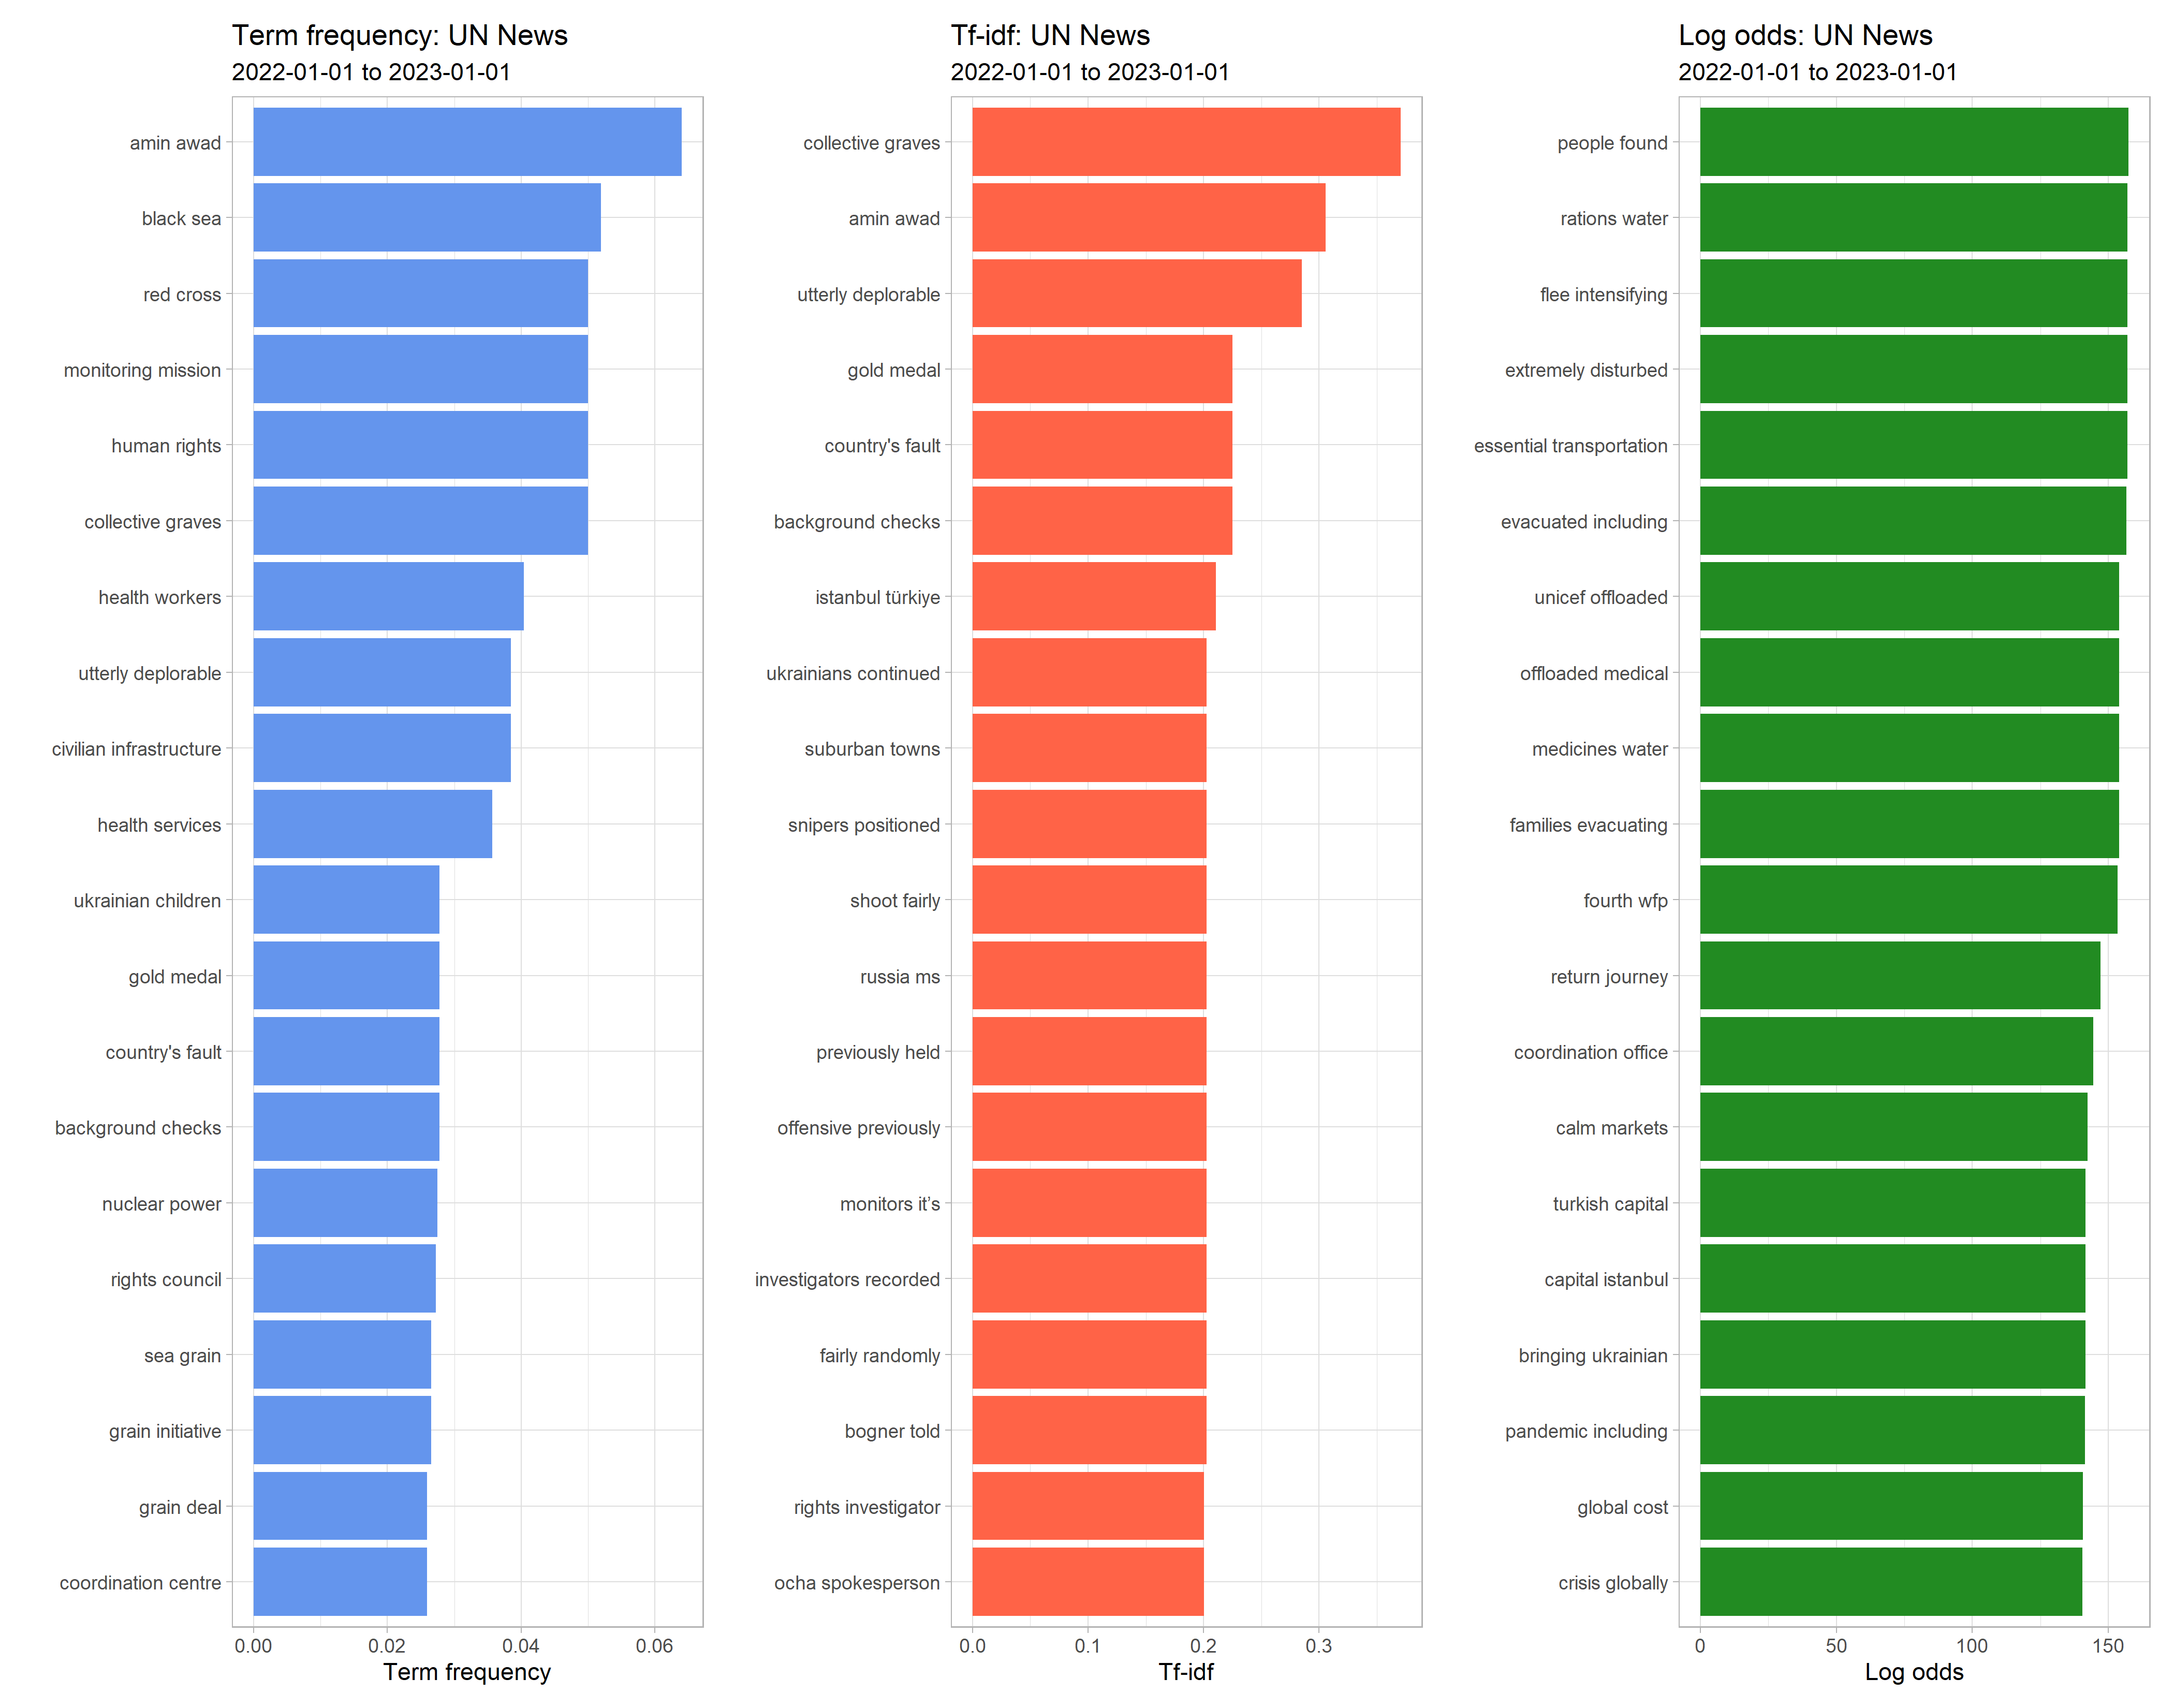 Term frequency: UN News
2022-01-01 to 2023-01-01
amin awad
black sea
red cross
monitoring mission
human rights
collective graves
health workers
utterly deplorable
civilian infrastructure
health services
ukrainian children
gold medal
country's fault
background checks
nuclear power
rights council
sea grain
grain initiative
grain deal
coordination centre
0.00 0.02 0.04 0.06
Term frequency
Tf-idf: UN News
2022-01-01 to 2023-01-01
collective graves
amin awad
utterly deplorable
gold medal
country's fault
background checks
istanbul türkiye
ukrainians continued
suburban towns
snipers positioned
shoot fairly
russia ms
previously held
offensive previously
monitors it’s
investigators recorded
fairly randomly
bogner told
rights investigator
ocha spokesperson
0.0 0.1 0.2 0.3
Tf-idf
Log odds: UN News
2022-01-01 to 2023-01-01
people found
rations water
flee intensifying
extremely disturbed
essential transportation
evacuated including
unicef offloaded
offloaded medical
medicines water
families evacuating
fourth wfp
return journey
coordination office
calm markets
turkish capital
capital istanbul
bringing ukrainian
pandemic including
global cost
crisis globally
0 50 100 150
Log odds